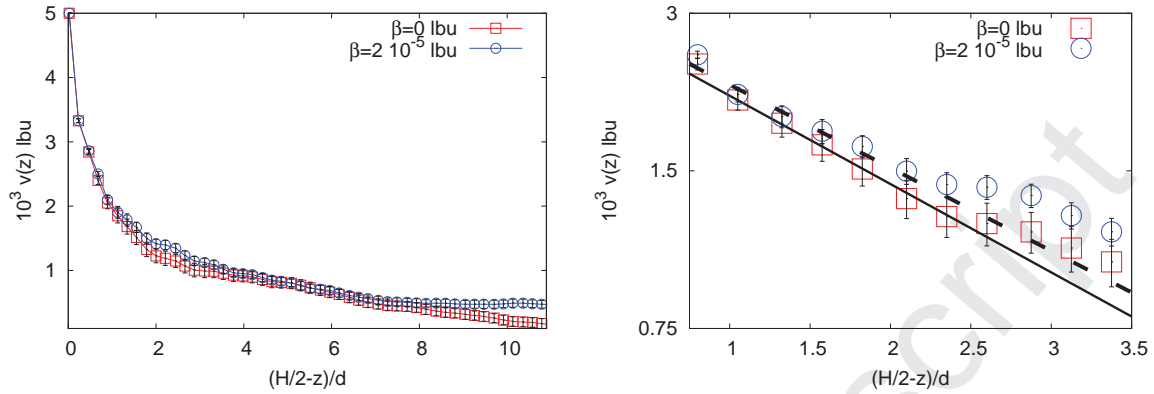 β=0 lbu
β=2 10⁻⁵ lbu
10³ v(z) lbu
5
4
3
2
1
0 2 4 6 8 10
(H/2-z)/d
β=0 lbu
β=2 10⁻⁵ lbu
10³ v(z) lbu
3
1.5
0.75
1 1.5 2 2.5 3 3.5
(H/2-z)/d
script